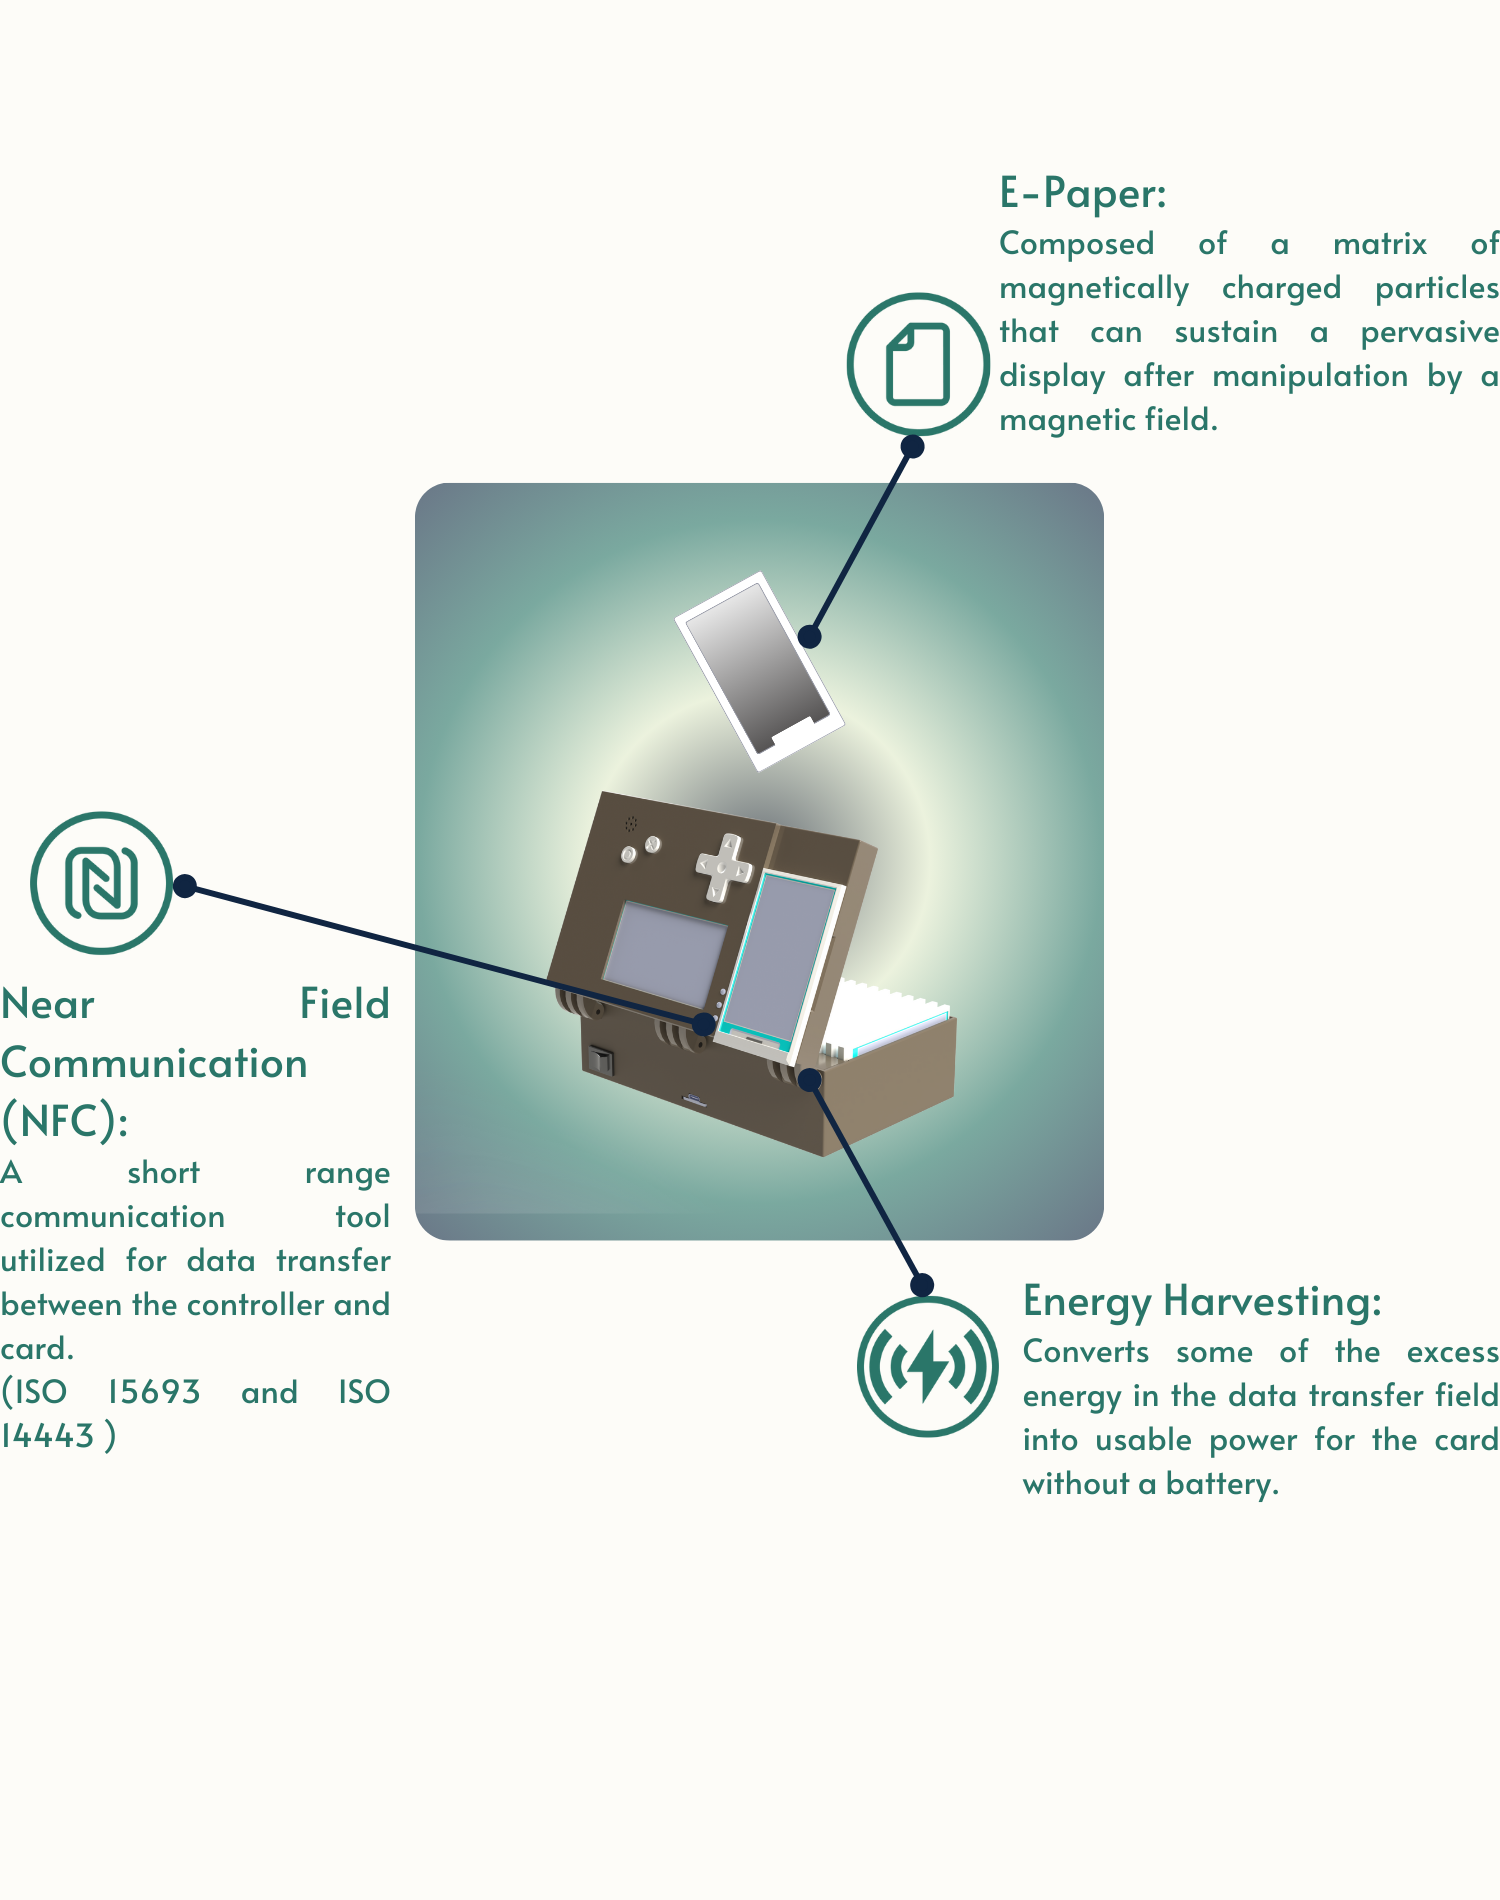 E-Paper:
Composed of a matrix of
magnetically charged particles
that can sustain a pervasive
display after manipulation by a
magnetic field.
Near Field
Communication
(NFC):
A short range
communication tool
utilized for data transfer
between the controller and
card.
(ISO 15693 and ISO
14443 )
Energy Harvesting:
Converts some of the excess
energy in the data transfer field
into usable power for the card
without a battery.